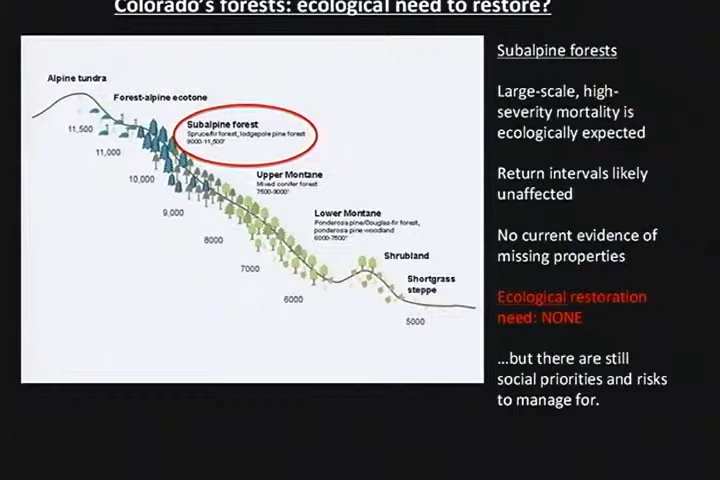 Colorado's forests: ecological need to restore?
Alpine tundra
Forest-alpine ecotone
Subalpine forest
Spruce/fir forest, lodgepole pine forest
9000-11,500'
Upper Montane
Mixed conifer forest
7500-9000'
Lower Montane
Ponderosa pine/Douglas-fir forest,
ponderosa pine woodland
6000-7500'
Shrubland
Shortgrass
steppe
11,500
11,000
10,000
9,000
8000
7000
6000
5000
Subalpine forests
Large-scale, high-
severity mortality is
ecologically expected
Return intervals likely
unaffected
No current evidence of
missing properties
Ecological restoration
need: NONE
...but there are still
social priorities and risks
to manage for.